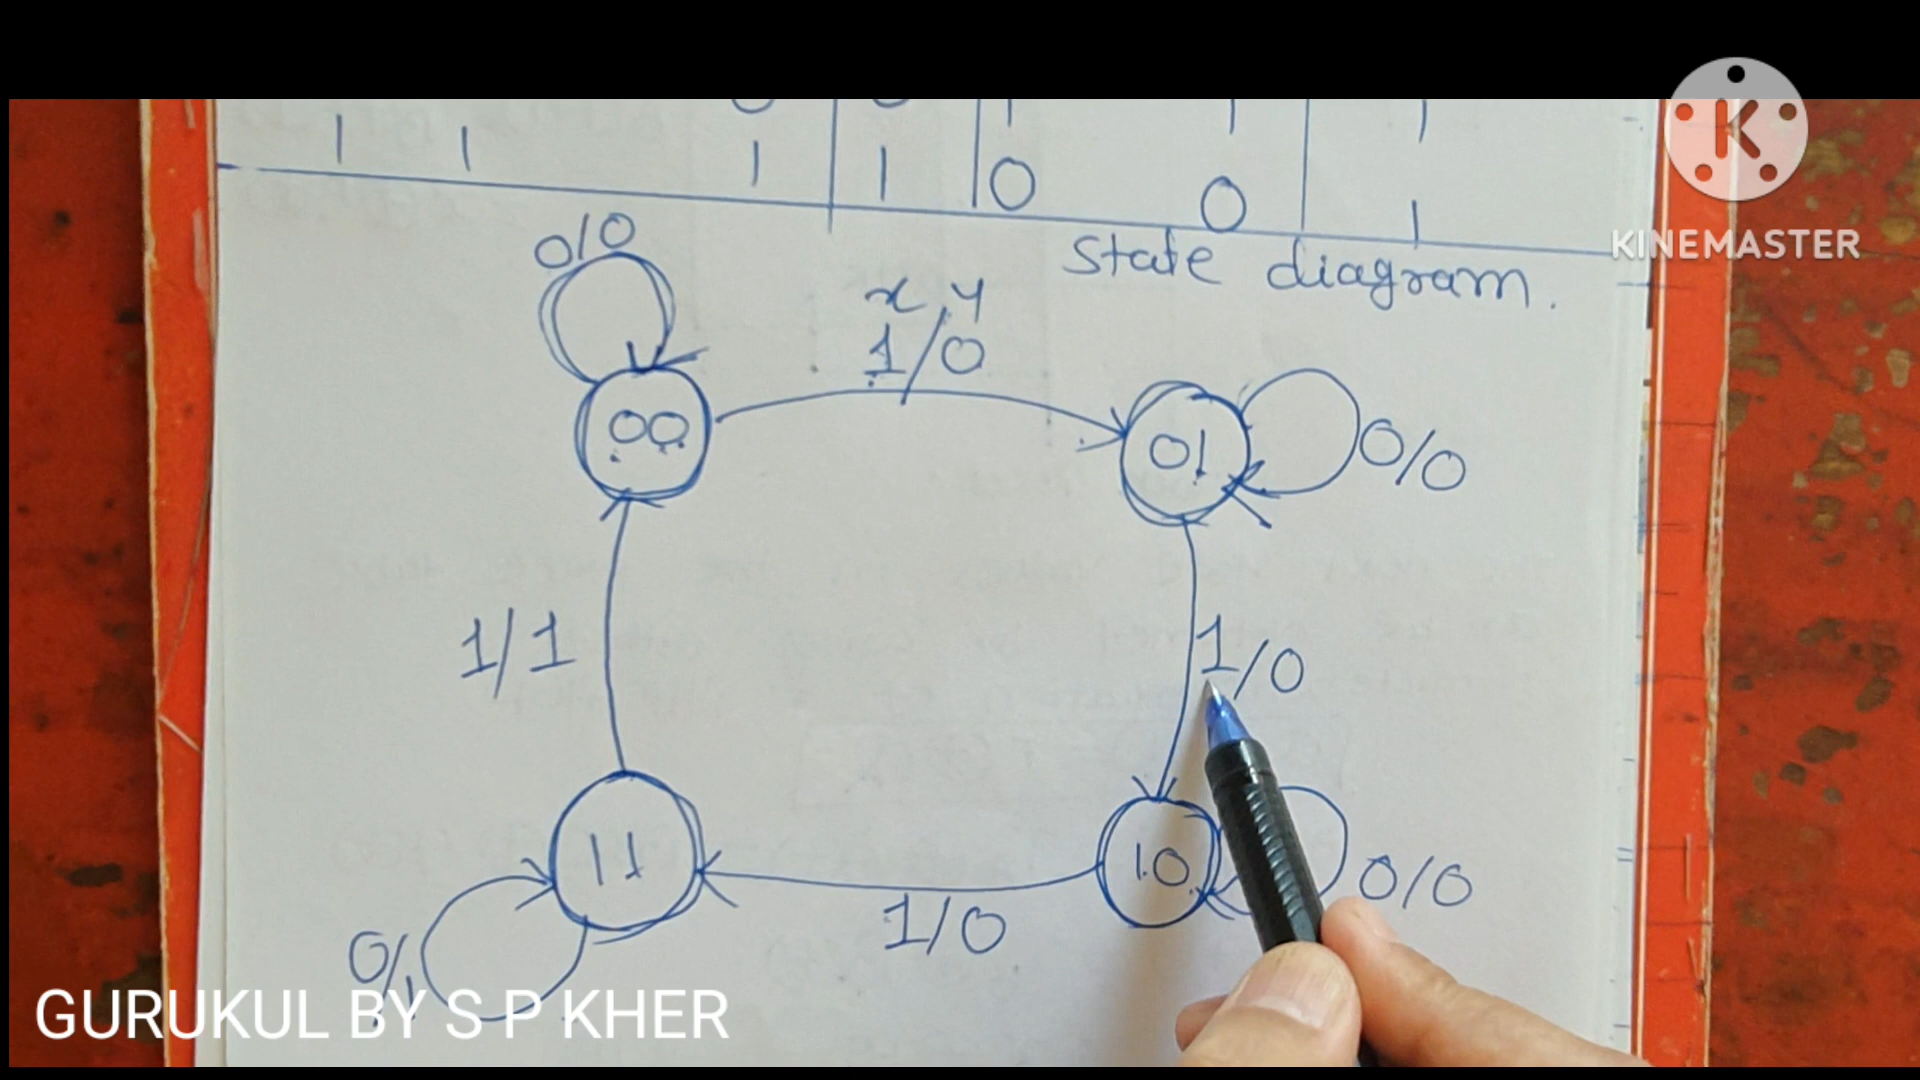 1 1 1 1 0 0 1
State diagram.
0/0
x/y
1/0
00
01
0/0
1/1
1/0
11
10
0/0
1/0
0/1
K
KINEMASTER
GURUKUL BY S P KHER